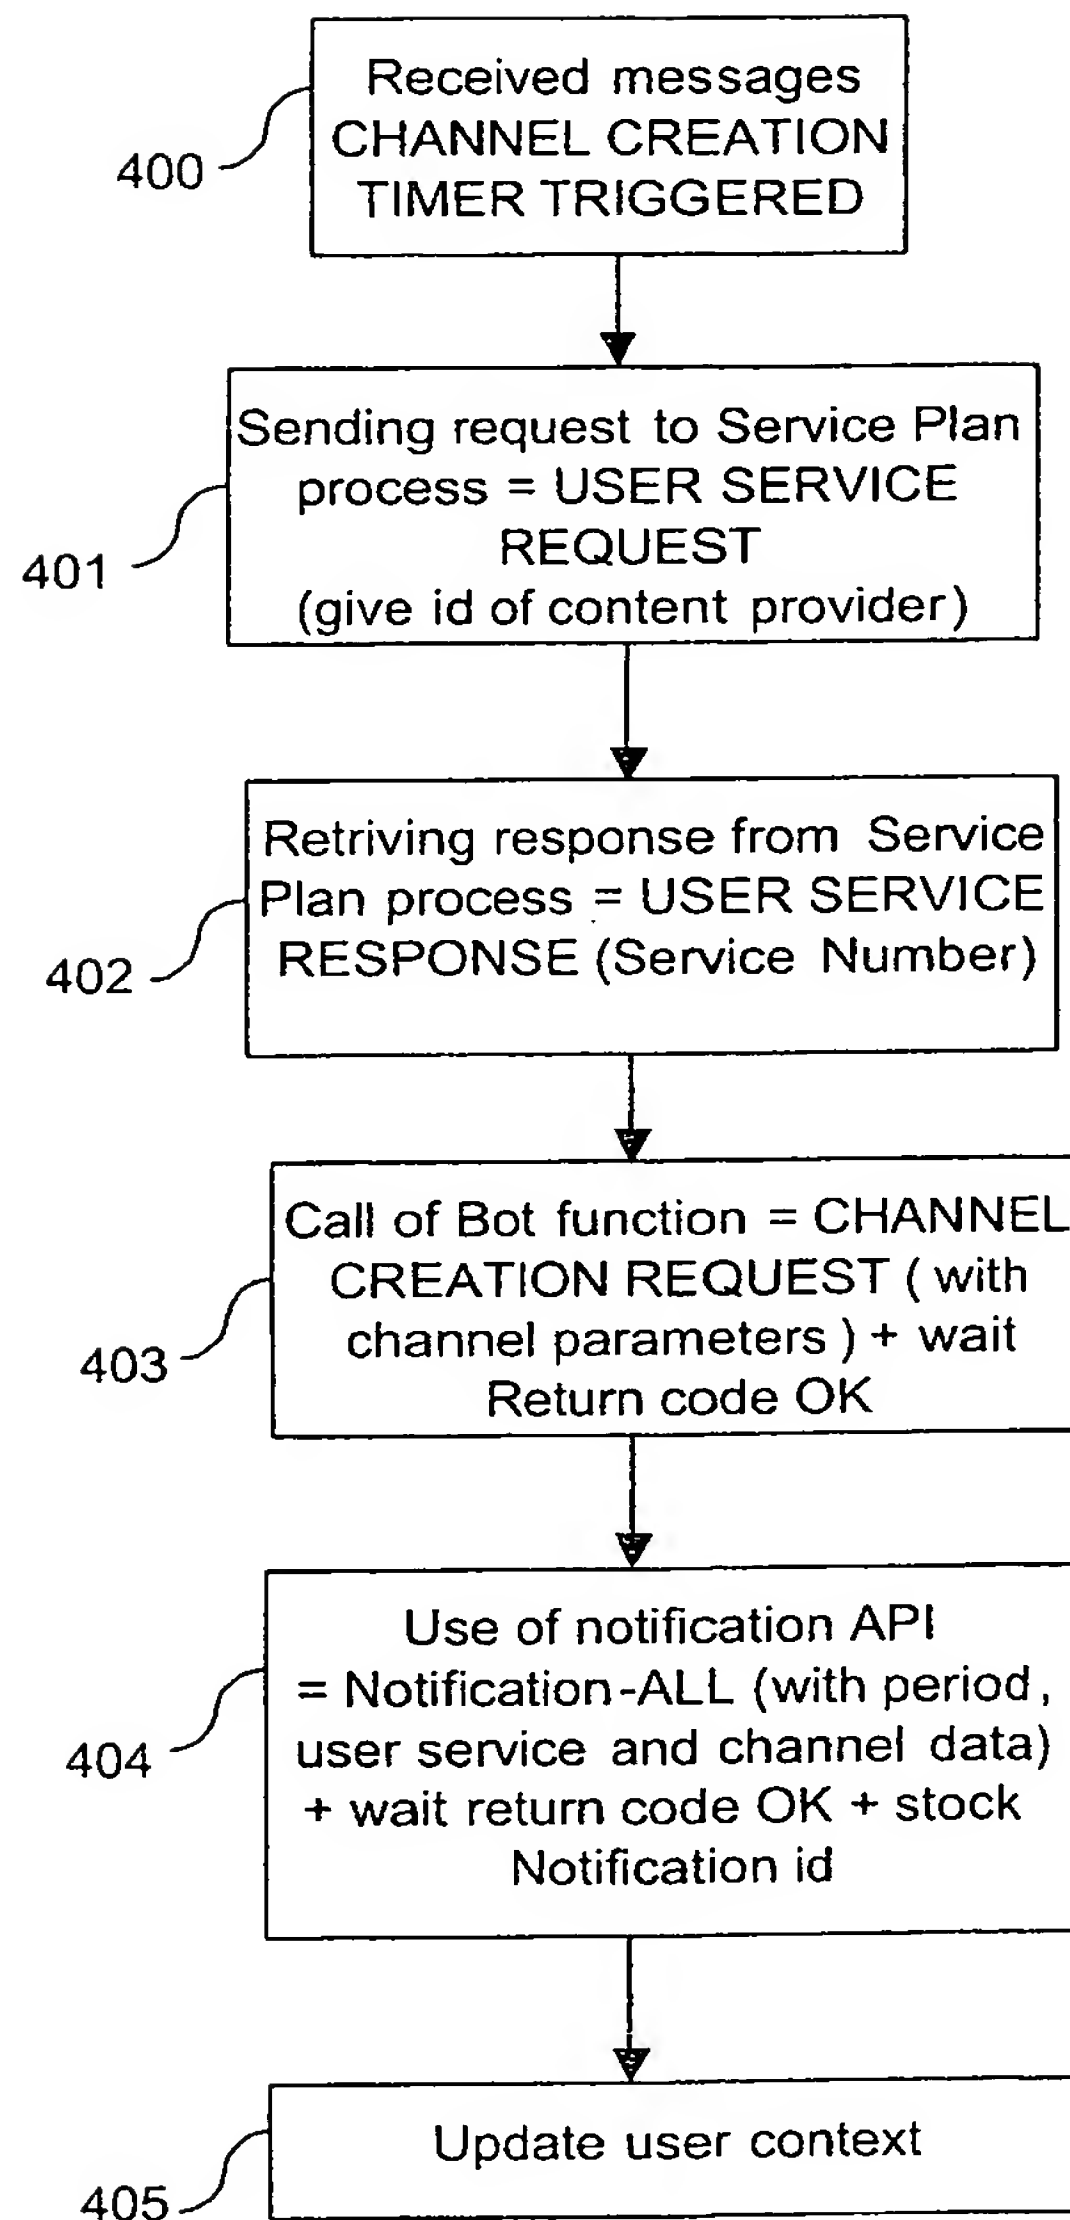 Received messages
CHANNEL CREATION
TIMER TRIGGERED
400
Sending request to Service Plan
process = USER SERVICE
REQUEST
(give id of content provider)
401
Retriving response from Service
Plan process = USER SERVICE
RESPONSE (Service Number)
402
Call of Bot function = CHANNEL
CREATION REQUEST ( with
channel parameters ) + wait
Return code OK
403
Use of notification API
= Notification-ALL (with period,
user service and channel data)
+ wait return code OK + stock
Notification id
404
Update user context
405